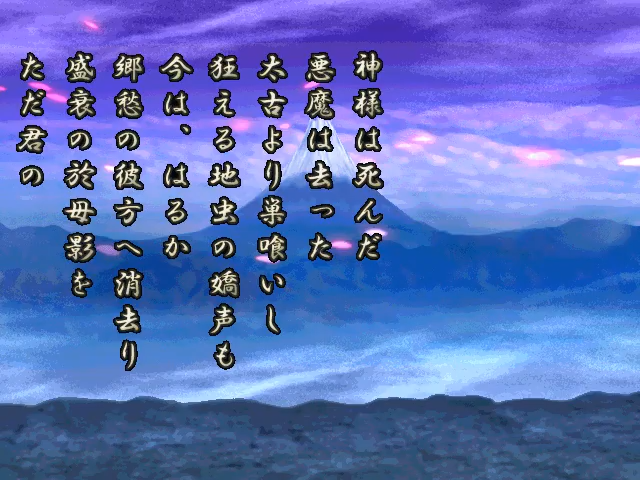 神様は死んだ
悪魔は去った
太古より巣喰いし
狂える地虫の嬌声も
今は、はるか
郷愁の彼方へ消去り
盛衰の於母影を
ただ君の